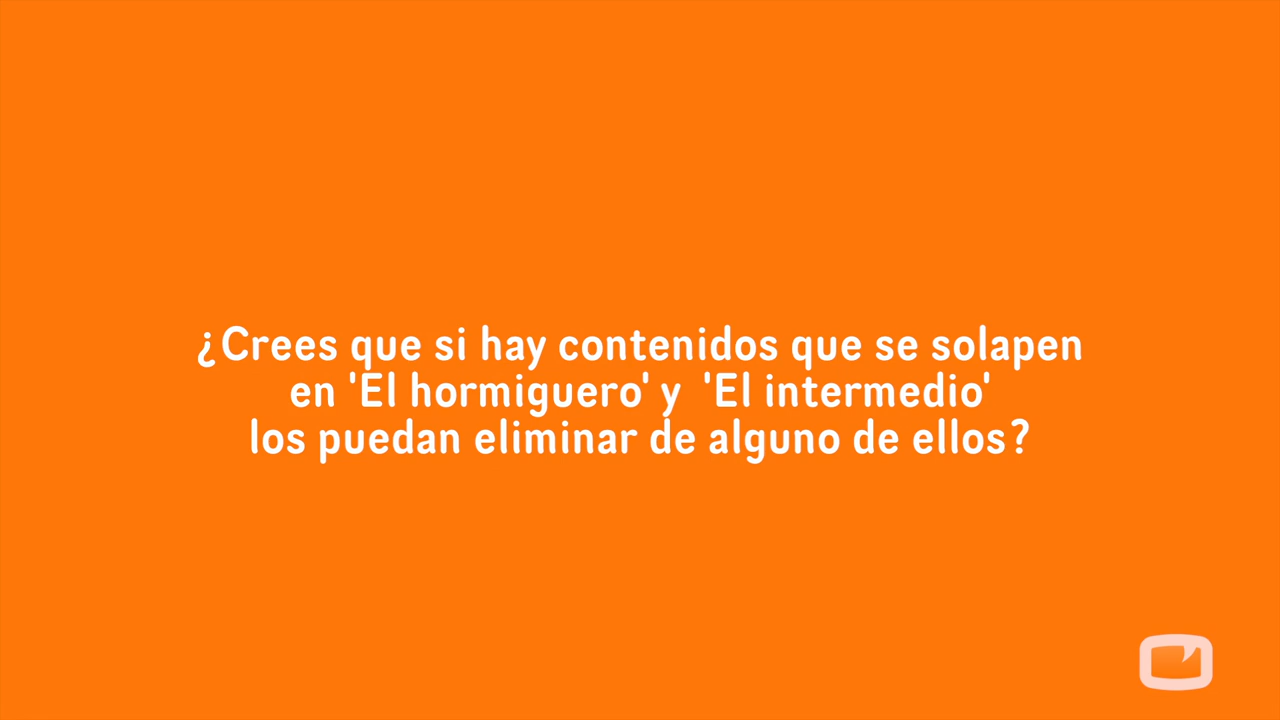 ¿Crees que si hay contenidos que se solapen
en 'El hormiguero' y 'El intermedio'
los puedan eliminar de alguno de ellos?